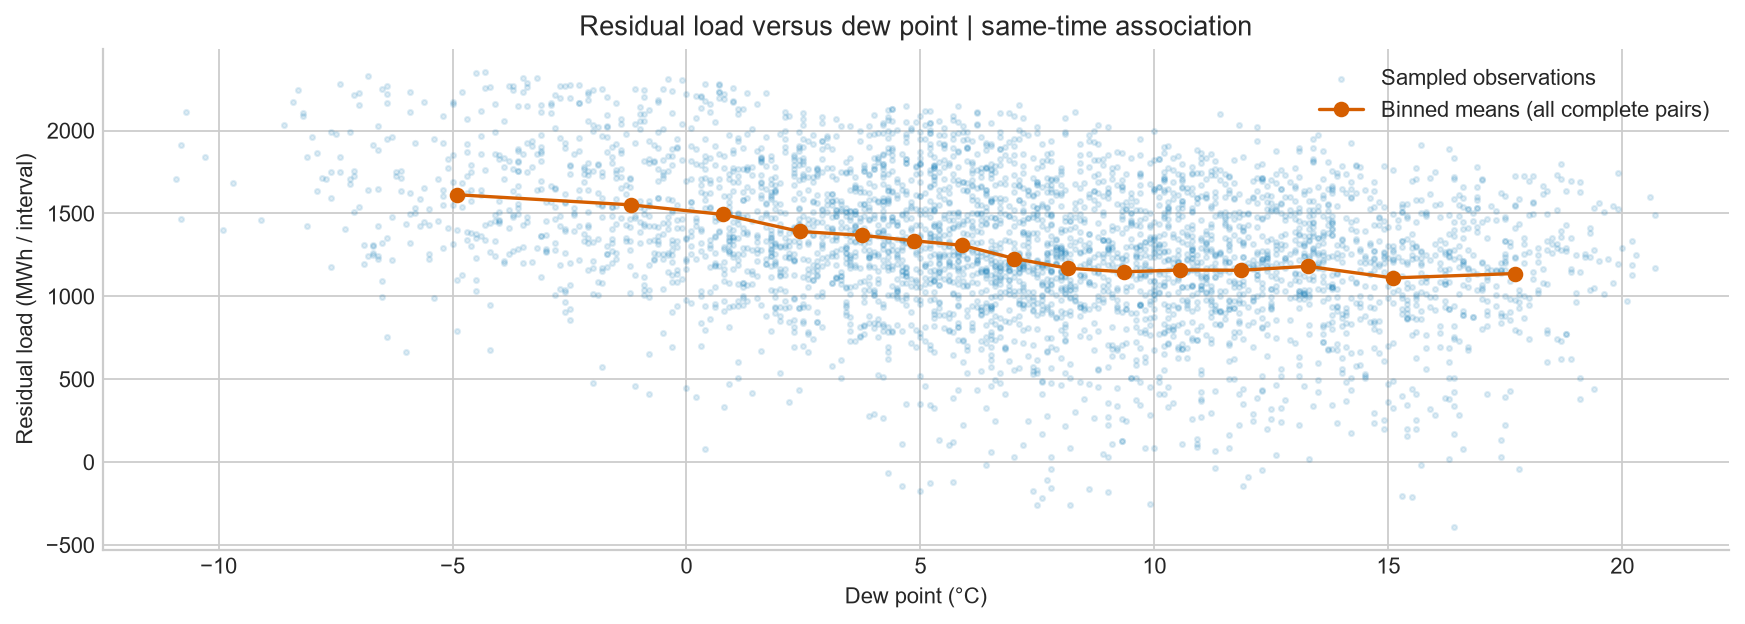 Residual load versus dew point | same-time association
Sampled observations
Binned means (all complete pairs)
Residual load (MWh / interval)
2000
1500
1000
500
0
−500
−10
−5
0
5
10
15
20
Dew point (°C)